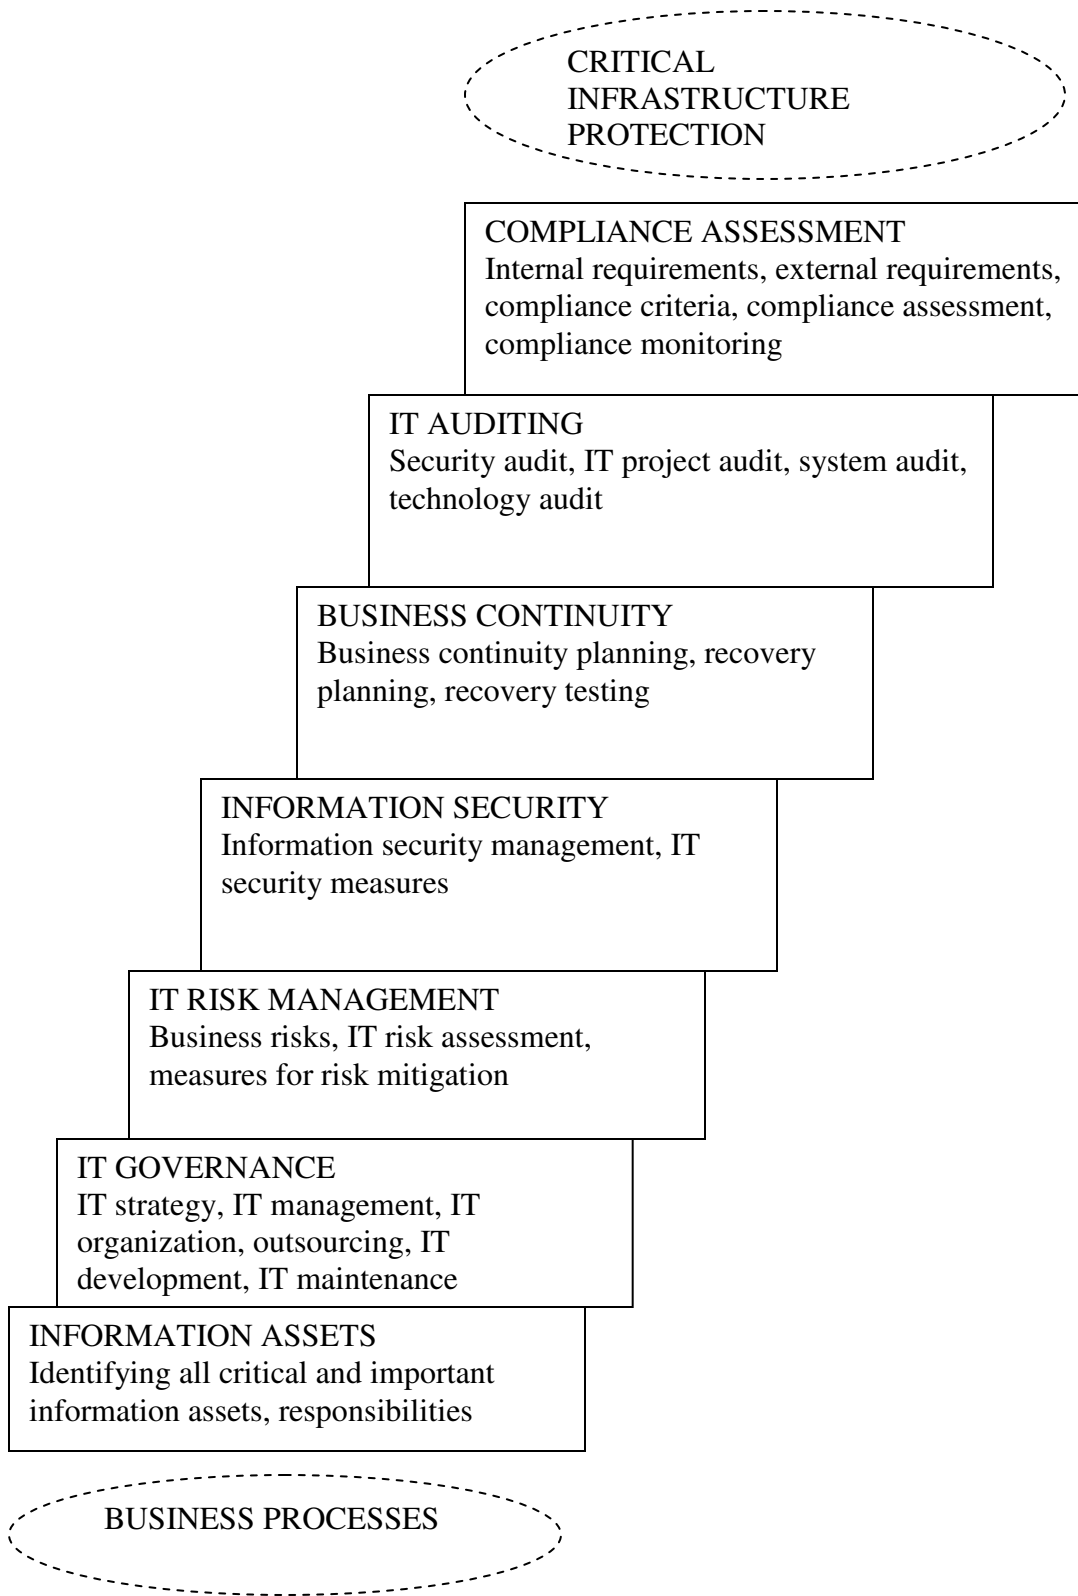 CRITICAL
INFRASTRUCTURE
PROTECTION
COMPLIANCE ASSESSMENT
Internal requirements, external requirements,
compliance criteria, compliance assessment,
compliance monitoring
IT AUDITING
Security audit, IT project audit, system audit,
technology audit
BUSINESS CONTINUITY
Business continuity planning, recovery
planning, recovery testing
INFORMATION SECURITY
Information security management, IT
security measures
IT RISK MANAGEMENT
Business risks, IT risk assessment,
measures for risk mitigation
IT GOVERNANCE
IT strategy, IT management, IT
organization, outsourcing, IT
development, IT maintenance
INFORMATION ASSETS
Identifying all critical and important
information assets, responsibilities
BUSINESS PROCESSES